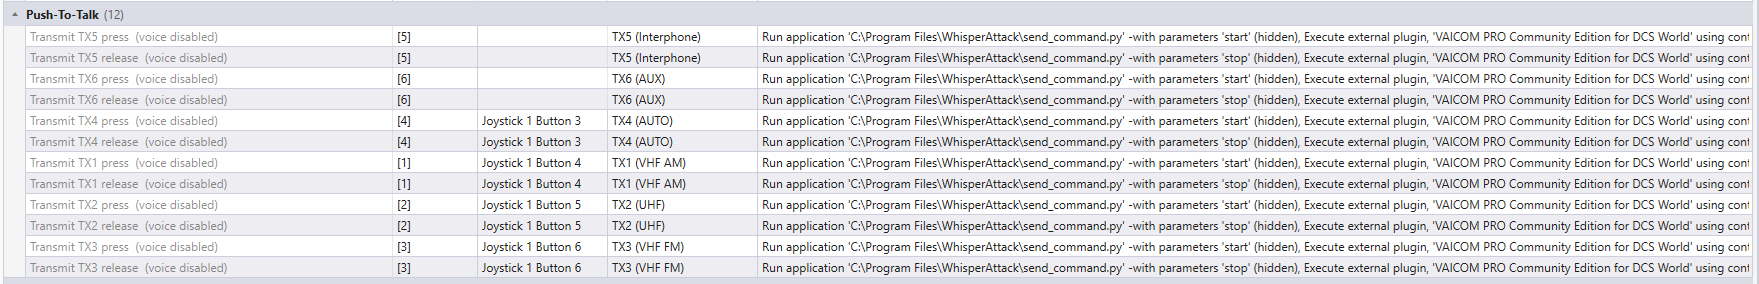 Push-To-Talk (12)
Transmit TX5 press (voice disabled) [5] TX5 (Interphone) Run application 'C:\Program Files\WhisperAttack\send_command.py' -with parameters 'start' (hidden), Execute external plugin, 'VAICOM PRO Community Edition for DCS World' using cont
Transmit TX5 release (voice disabled) [5] TX5 (Interphone) Run application 'C:\Program Files\WhisperAttack\send_command.py' -with parameters 'stop' (hidden), Execute external plugin, 'VAICOM PRO Community Edition for DCS World' using cont
Transmit TX6 press (voice disabled) [6] TX6 (AUX) Run application 'C:\Program Files\WhisperAttack\send_command.py' -with parameters 'start' (hidden), Execute external plugin, 'VAICOM PRO Community Edition for DCS World' using cont
Transmit TX6 release (voice disabled) [6] TX6 (AUX) Run application 'C:\Program Files\WhisperAttack\send_command.py' -with parameters 'stop' (hidden), Execute external plugin, 'VAICOM PRO Community Edition for DCS World' using cont
Transmit TX4 press (voice disabled) [4] Joystick 1 Button 3 TX4 (AUTO) Run application 'C:\Program Files\WhisperAttack\send_command.py' -with parameters 'start' (hidden), Execute external plugin, 'VAICOM PRO Community Edition for DCS World' using cont
Transmit TX4 release (voice disabled) [4] Joystick 1 Button 3 TX4 (AUTO) Run application 'C:\Program Files\WhisperAttack\send_command.py' -with parameters 'stop' (hidden), Execute external plugin, 'VAICOM PRO Community Edition for DCS World' using cont
Transmit TX1 press (voice disabled) [1] Joystick 1 Button 4 TX1 (VHF AM) Run application 'C:\Program Files\WhisperAttack\send_command.py' -with parameters 'start' (hidden), Execute external plugin, 'VAICOM PRO Community Edition for DCS World' using cont
Transmit TX1 release (voice disabled) [1] Joystick 1 Button 4 TX1 (VHF AM) Run application 'C:\Program Files\WhisperAttack\send_command.py' -with parameters 'stop' (hidden), Execute external plugin, 'VAICOM PRO Community Edition for DCS World' using cont
Transmit TX2 press (voice disabled) [2] Joystick 1 Button 5 TX2 (UHF) Run application 'C:\Program Files\WhisperAttack\send_command.py' -with parameters 'start' (hidden), Execute external plugin, 'VAICOM PRO Community Edition for DCS World' using cont
Transmit TX2 release (voice disabled) [2] Joystick 1 Button 5 TX2 (UHF) Run application 'C:\Program Files\WhisperAttack\send_command.py' -with parameters 'stop' (hidden), Execute external plugin, 'VAICOM PRO Community Edition for DCS World' using cont
Transmit TX3 press (voice disabled) [3] Joystick 1 Button 6 TX3 (VHF FM) Run application 'C:\Program Files\WhisperAttack\send_command.py' -with parameters 'start' (hidden), Execute external plugin, 'VAICOM PRO Community Edition for DCS World' using cont
Transmit TX3 release (voice disabled) [3] Joystick 1 Button 6 TX3 (VHF FM) Run application 'C:\Program Files\WhisperAttack\send_command.py' -with parameters 'stop' (hidden), Execute external plugin, 'VAICOM PRO Community Edition for DCS World' using cont